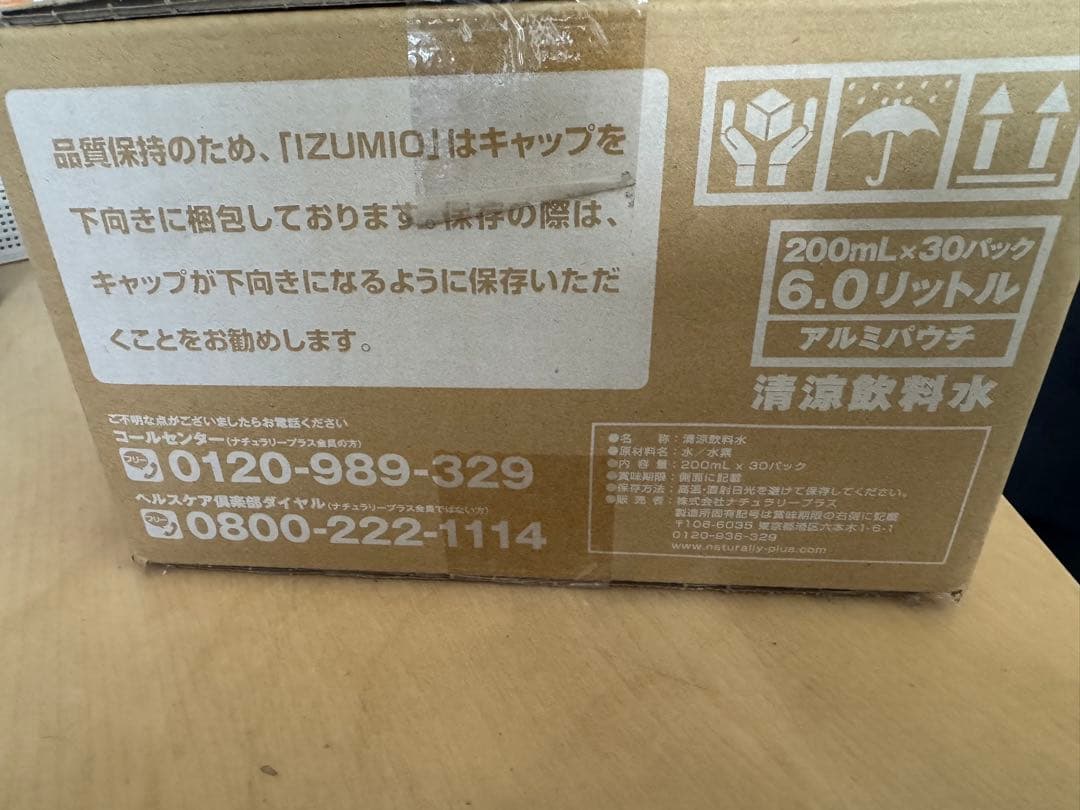 品質保持のため、「IZUMIO」はキャップを
下向きに梱包しております。保存の際は、
キャップが下向きになるように保存いただ
くことをお勧めします。
200mL×30パック
6.0リットル
アルミパウチ
清涼飲料水
ご不明な点がございましたらお電話ください
コールセンター(ナチュラリープラス会員の方)
フリー 0120-989-329
ヘルスケア倶楽部ダイヤル(ナチュラリープラス会員ではない方)
フリー 0800-222-1114
●名 称:清涼飲料水
●原材料名:水/水素
●内 容 量:200mL x 30パック
●賞味期限:側面に記載
●保存方法:高温・直射日光を避けて保存してください。
●販 売 者:株式会社ナチュラリープラス
製造所固有記号は賞味期限の右側に記載
〒106-6035 東京都港区六本木1-6-1
0120-936-329
www.naturally-plus.com